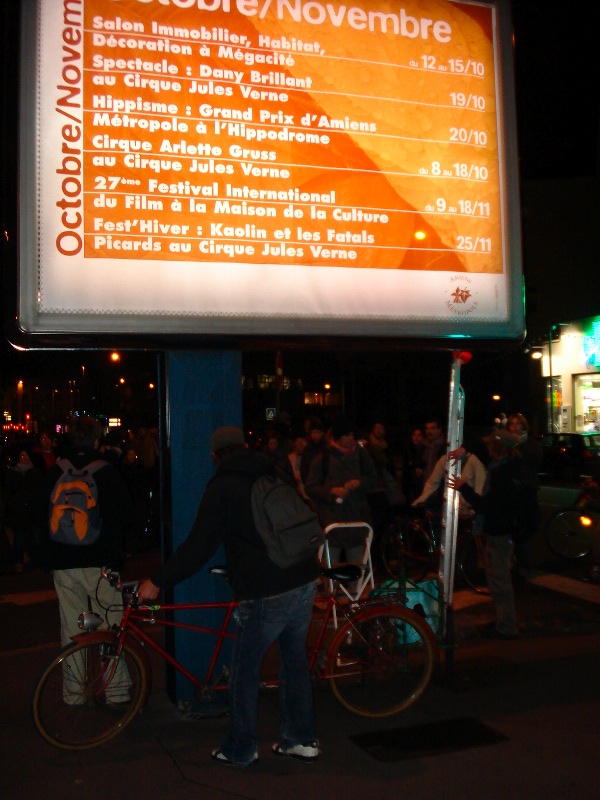 Octobre/Novembre
Octobre/Novem
Salon Immobilier, Habitat,
Décoration à Mégacité du 12 au 15/10
Spectacle : Dany Brillant
au Cirque Jules Verne 19/10
Hippisme : Grand Prix d'Amiens
Métropole à l'Hippodrome 20/10
Cirque Arlette Gruss
au Cirque Jules Verne du 8 au 18/10
27ème Festival International
du Film à la Maison de la Culture du 9 au 18/11
Fest'Hiver : Kaolin et les Fatals
Picards au Cirque Jules Verne 25/11
AMIENS
MÉTROPOLE